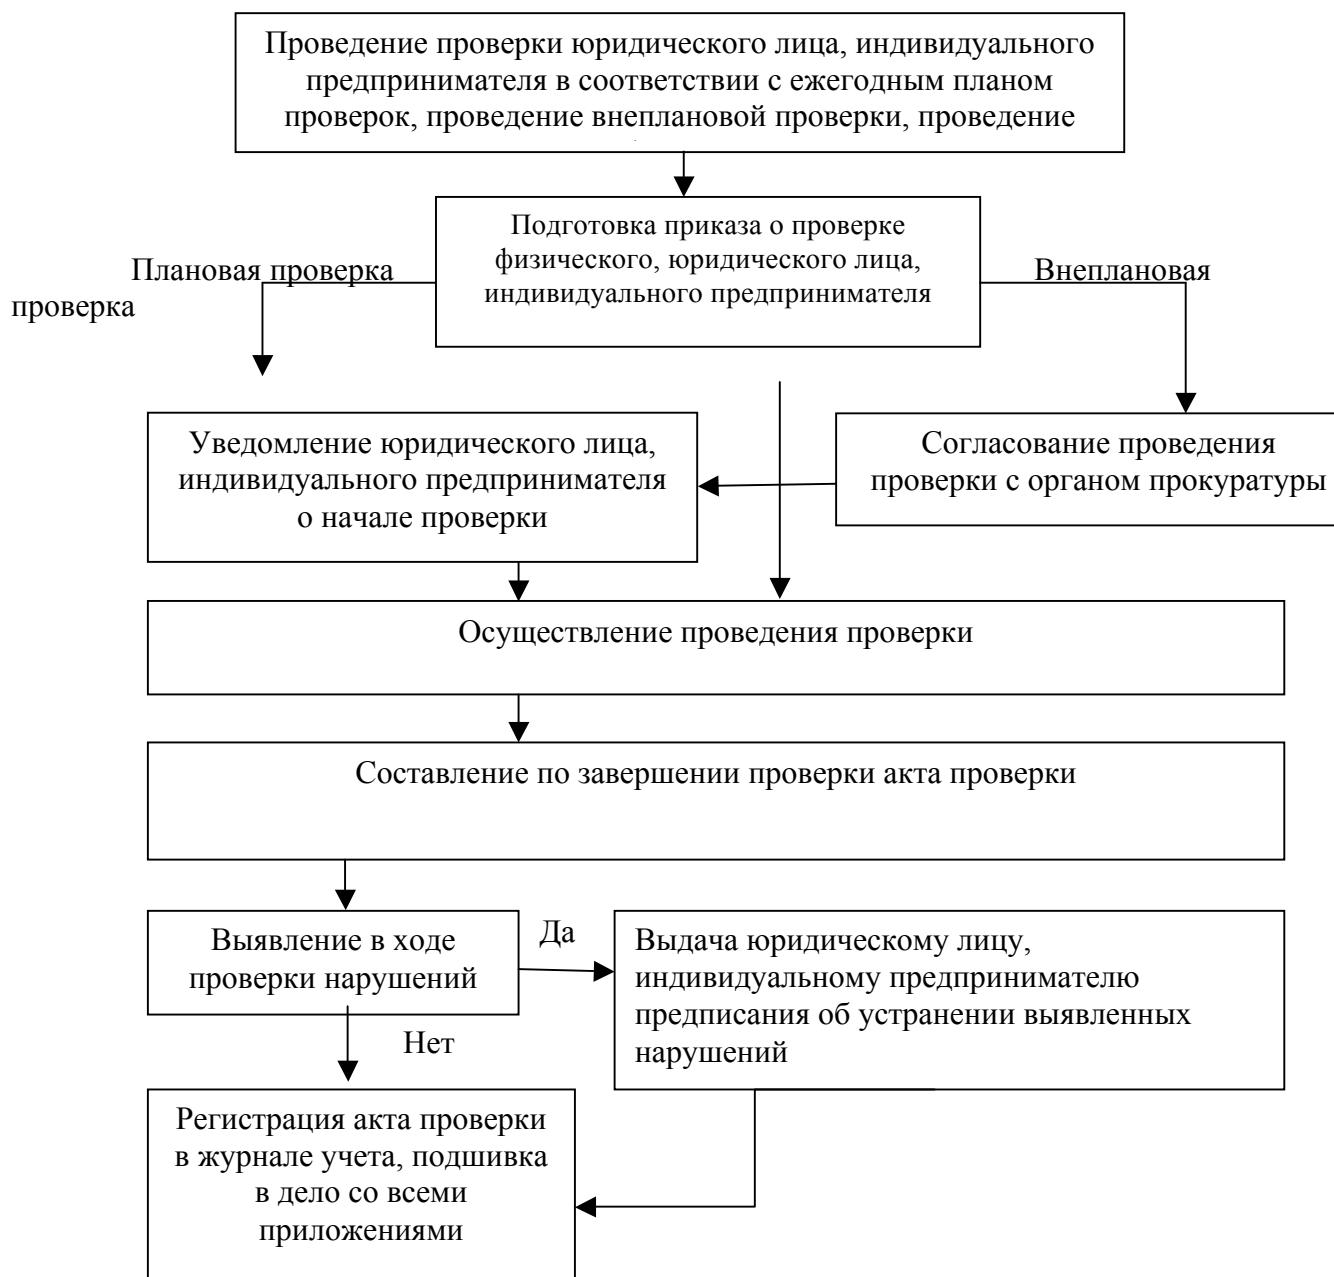 Проведение проверки юридического лица, индивидуального
предпринимателя в соответствии с ежегодным планом
проверок, проведение внеплановой проверки, проведение
Подготовка приказа о проверке
физического, юридического лица,
индивидуального предпринимателя
Плановая проверка
Внеплановая
проверка
Уведомление юридического лица,
индивидуального предпринимателя
о начале проверки
Согласование проведения
проверки с органом прокуратуры
Осуществление проведения проверки
Составление по завершении проверки акта проверки
Выявление в ходе
проверки нарушений
Да
Выдача юридическому лицу,
индивидуальному предпринимателю
предписания об устранении выявленных
нарушений
Нет
Регистрация акта проверки
в журнале учета, подшивка
в дело со всеми
приложениями